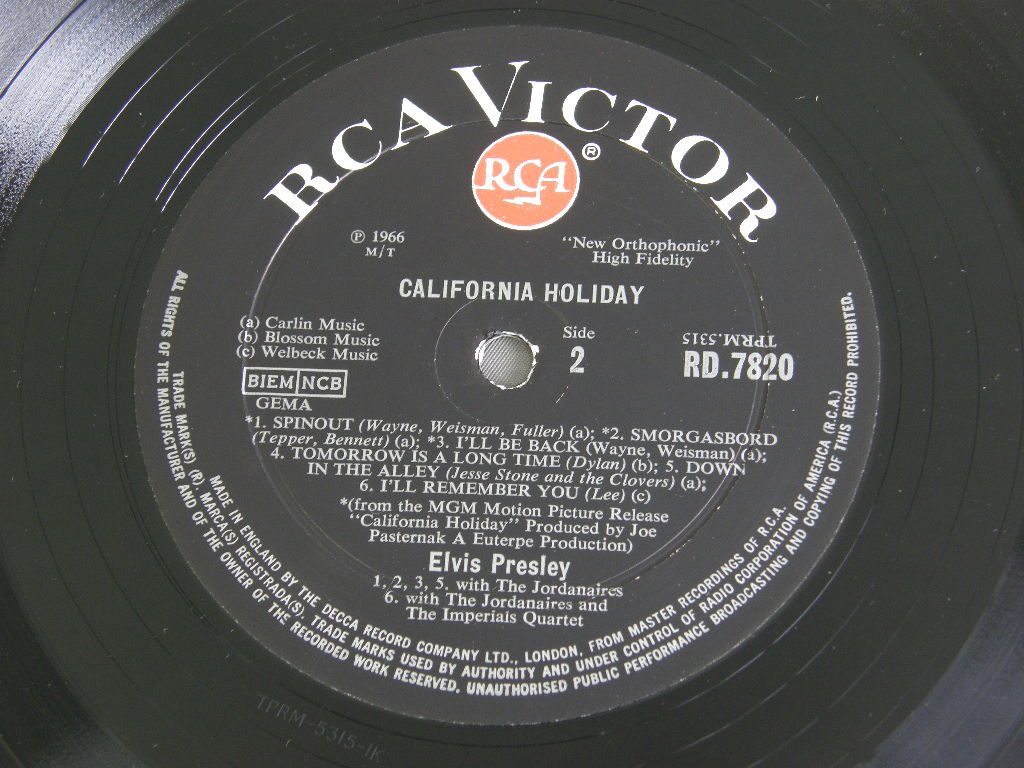 RCA VICTOR
RCA ®
℗ 1966
M/T
"New Orthophonic"
High Fidelity
CALIFORNIA HOLIDAY
(a) Carlin Music
(b) Blossom Music
(c) Welbeck Music
BIEM NCB
GEMA
Side
2
TPRM.5315
RD.7820
*1. SPINOUT (Wayne, Weisman, Fuller) (a); *2. SMORGASBORD
(Tepper, Bennett) (a); *3. I'LL BE BACK (Wayne, Weisman) (a);
4. TOMORROW IS A LONG TIME (Dylan) (b); 5. DOWN
IN THE ALLEY (Jesse Stone and the Clovers) (a);
6. I'LL REMEMBER YOU (Lee) (c)
*(from the MGM Motion Picture Release
"California Holiday" Produced by Joe
Pasternak A Euterpe Production)
Elvis Presley
1, 2, 3, 5. with The Jordanaires
6. with The Jordanaires and
The Imperials Quartet
MADE IN ENGLAND BY THE DECCA RECORD COMPANY LTD., LONDON, FROM MASTER RECORDINGS OF R.C.A.
TRADE MARK(S) (R) MARCA(S) REGISTRADA(S) TRADE MARKS USED BY AUTHORITY AND UNDER CONTROL OF RADIO CORPORATION OF AMERICA (R.C.A.)
ALL RIGHTS OF THE MANUFACTURER AND OF THE OWNER OF THE RECORDED WORK RESERVED. UNAUTHORISED PUBLIC PERFORMANCE BROADCASTING AND COPYING OF THIS RECORD PROHIBITED.
TPRM-5315-1K